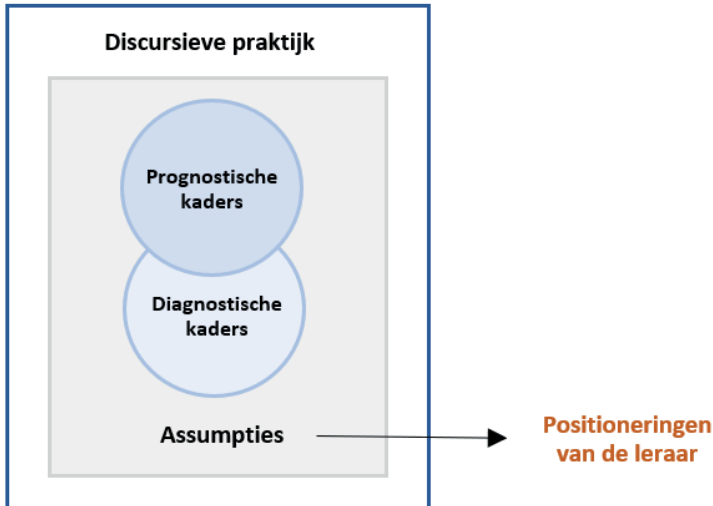 Discursieve praktijk
Prognostische
kaders
Diagnostische
kaders
Assumpties
Positioneringen
van de leraar